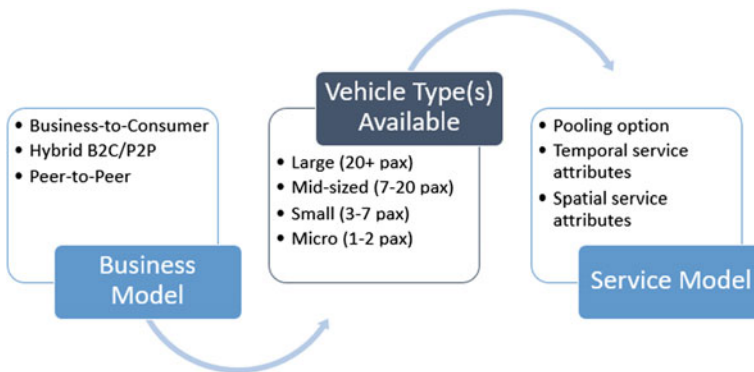 • Business-to-Consumer
• Hybrid B2C/P2P
• Peer-to-Peer
Business
Model
Vehicle Type(s)
Available
• Large (20+ pax)
• Mid-sized (7-20 pax)
• Small (3-7 pax)
• Micro (1-2 pax)
• Pooling option
• Temporal service
attributes
• Spatial service
attributes
Service Model